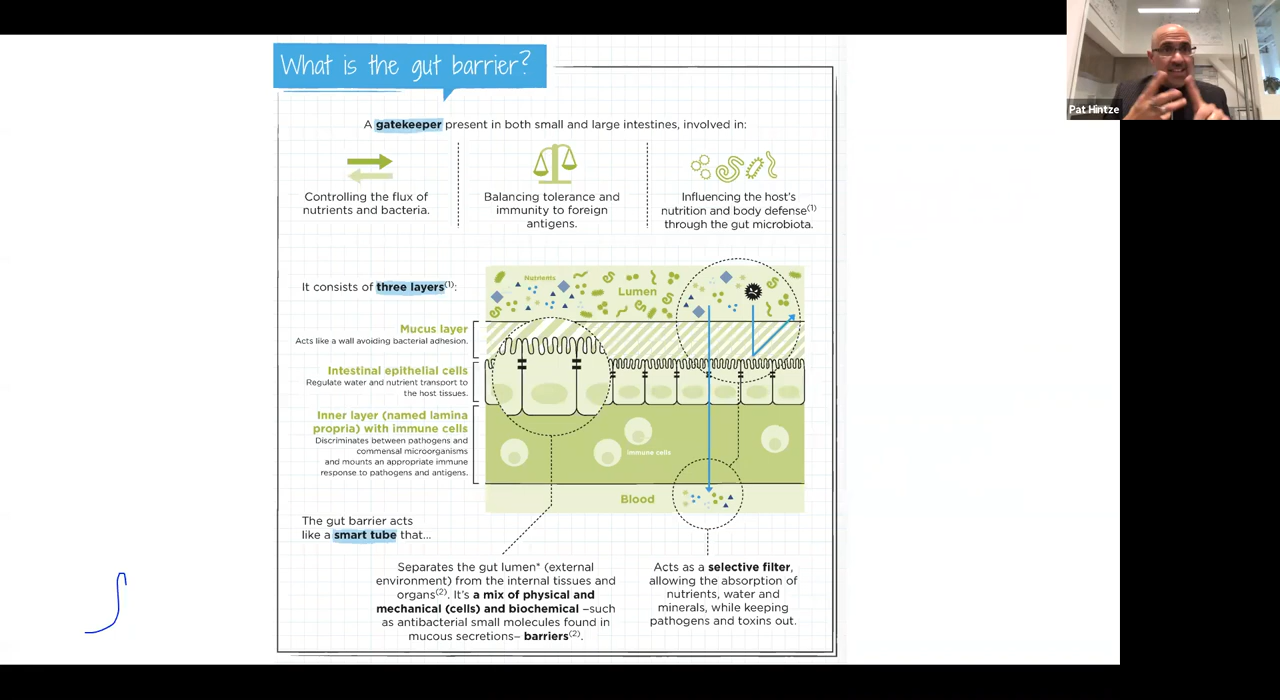 What is the gut barrier?
Pat Hintze
A gatekeeper present in both small and large intestines, involved in:
Controlling the flux of
nutrients and bacteria.
Balancing tolerance and
immunity to foreign
antigens.
Influencing the host's
nutrition and body defense(1)
through the gut microbiota.
It consists of three layers(1):
Nutrients
Lumen
Mucus layer
Acts like a wall avoiding bacterial adhesion.
Intestinal epithelial cells
Regulate water and nutrient transport to
the host tissues.
Inner layer (named lamina
propria) with immune cells
Discriminates between pathogens and
commensal microorganisms
and mounts an appropriate immune
response to pathogens and antigens.
Immune cells
Blood
The gut barrier acts
like a smart tube that...
Separates the gut lumen* (external
environment) from the internal tissues and
organs(2). It's a mix of physical and
mechanical (cells) and biochemical –such
as antibacterial small molecules found in
mucous secretions– barriers(2).
Acts as a selective filter,
allowing the absorption of
nutrients, water and
minerals, while keeping
pathogens and toxins out.